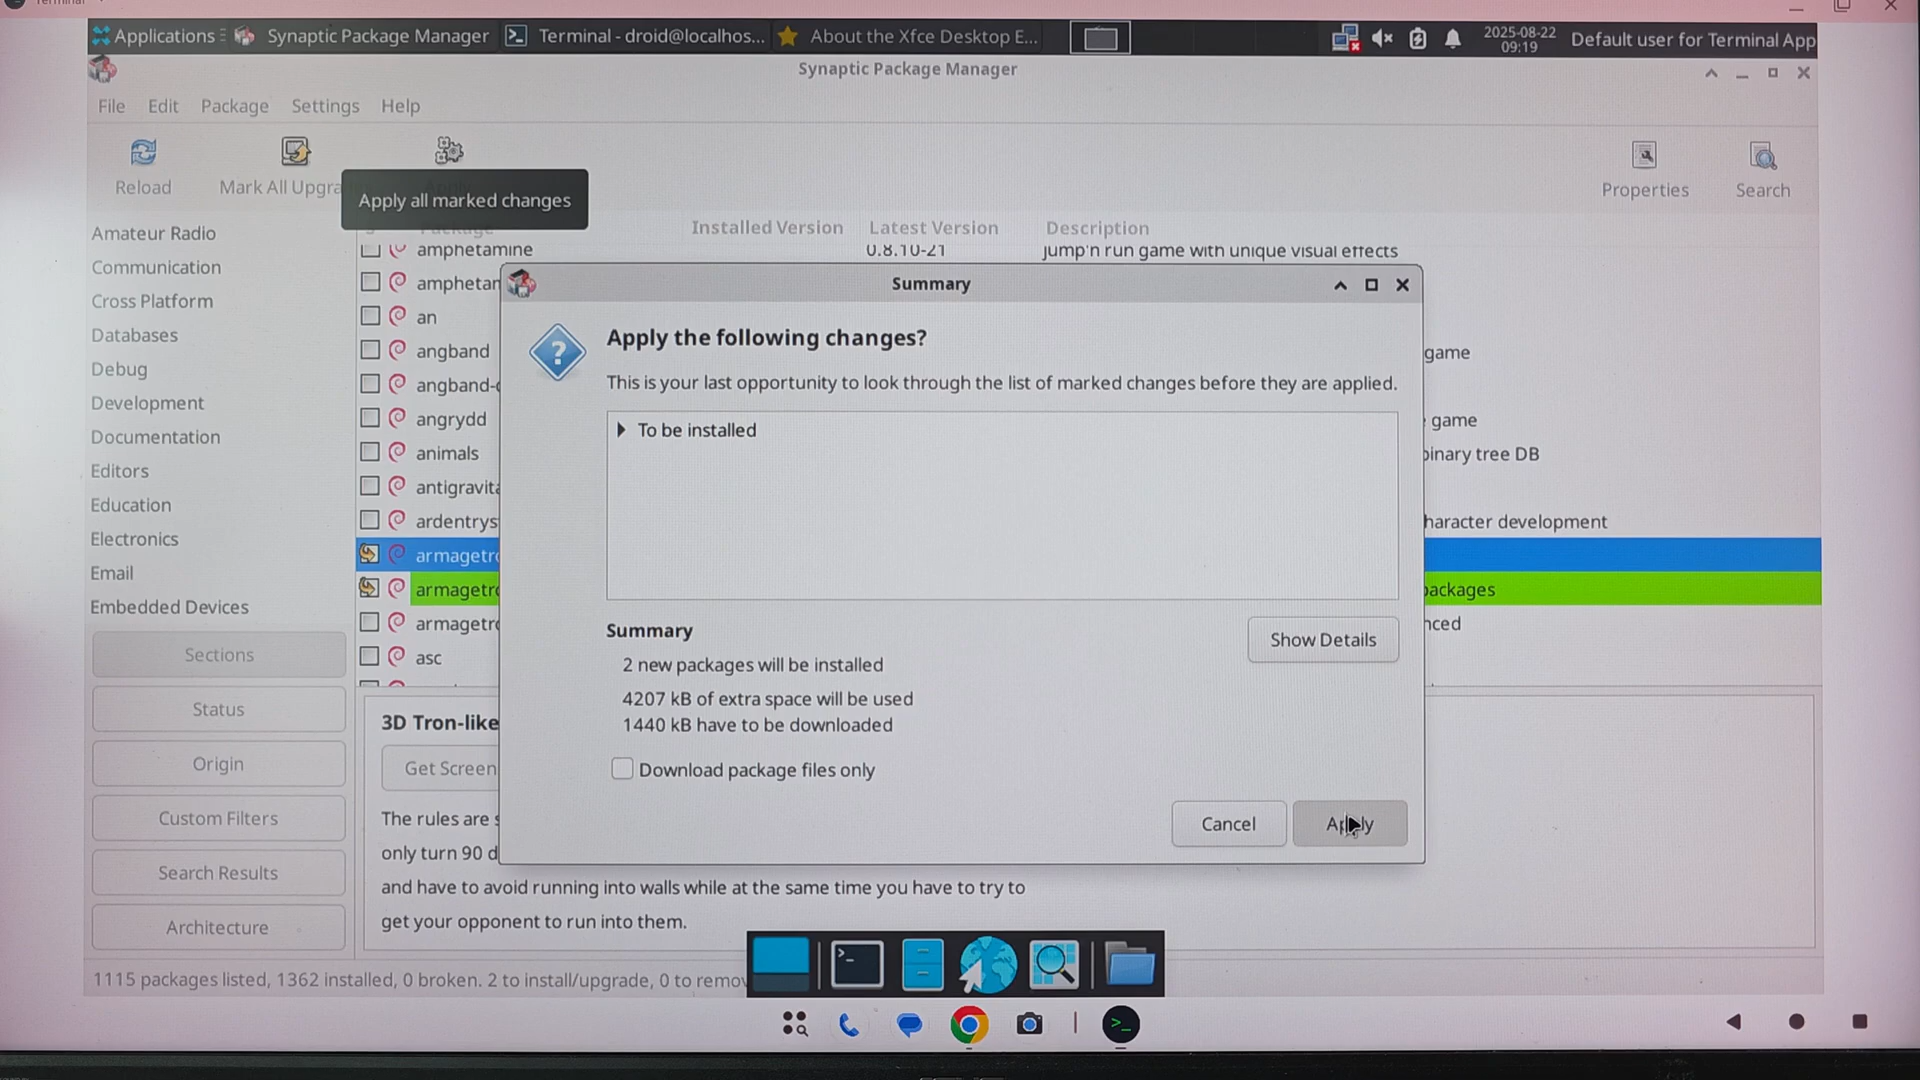 Terminal
Applications
Synaptic Package Manager
Terminal - droid@localhos...
About the Xfce Desktop E...
2025-08-22
09:19
Default user for Terminal App
Synaptic Package Manager
File Edit Package Settings Help
Reload
Mark All Upgra
Properties
Search
Apply all marked changes
Package
Installed Version
Latest Version
Description
Amateur Radio
Communication
Cross Platform
Databases
Debug
Development
Documentation
Editors
Education
Electronics
Email
Embedded Devices
Sections
Status
Origin
Custom Filters
Search Results
Architecture
amphetamine
0.8.10-21
jump'n run game with unique visual effects
amphetan
an
angband
game
angband-c
angrydd
game
animals
binary tree DB
antigravita
ardentrys
haracter development
armagetro
armagetro
packages
armagetro
nced
asc
Summary
Apply the following changes?
This is your last opportunity to look through the list of marked changes before they are applied.
To be installed
Summary
Show Details
2 new packages will be installed
4207 kB of extra space will be used
1440 kB have to be downloaded
Download package files only
Cancel
Apply
3D Tron-like
Get Screen
The rules are s
only turn 90 d
and have to avoid running into walls while at the same time you have to try to
get your opponent to run into them.
1115 packages listed, 1362 installed, 0 broken. 2 to install/upgrade, 0 to remov